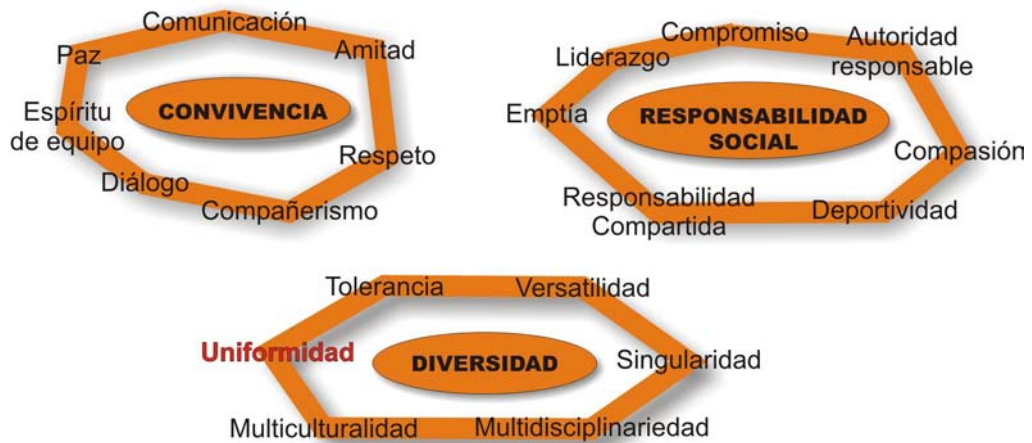 Comunicación
Paz
Amitad
CONVIVENCIA
Espíritu
de equipo
Respeto
Diálogo
Compañerismo
Compromiso
Autoridad
responsable
Liderazgo
Emptía
RESPONSABILIDAD
SOCIAL
Compasión
Responsabilidad
Compartida
Deportividad
Tolerancia
Versatilidad
Uniformidad
DIVERSIDAD
Singularidad
Multiculturalidad
Multidisciplinariedad